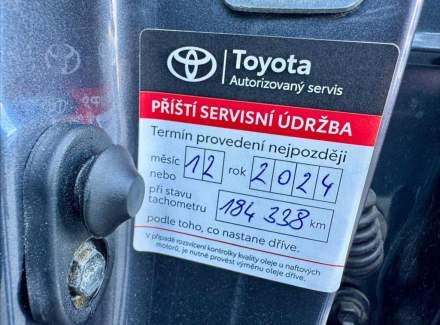 Toyota
Autorizovaný servis
PŘÍŠTÍ SERVISNÍ ÚDRŽBA
Termín provedení nejpozději
měsíc 12 rok 2024
nebo
při stavu
tachometru 184 338 km
podle toho, co nastane dříve.
V případě rozsvícení kontrolky kvality oleje u naftových
motorů, je nutné provést výměnu oleje dříve.